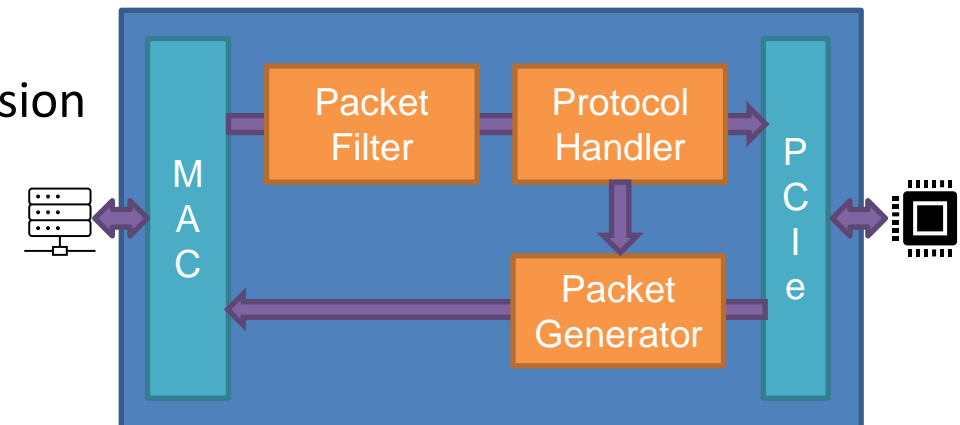 sion
Packet
Filter
Protocol
Handler
M
A
C
P
C
I
e
Packet
Generator